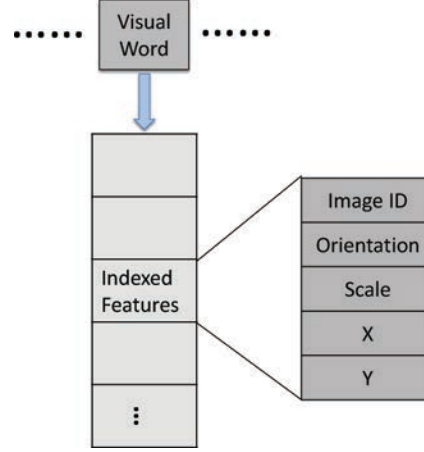 Visual
Word
Indexed
Features
Image ID
Orientation
Scale
X
Y